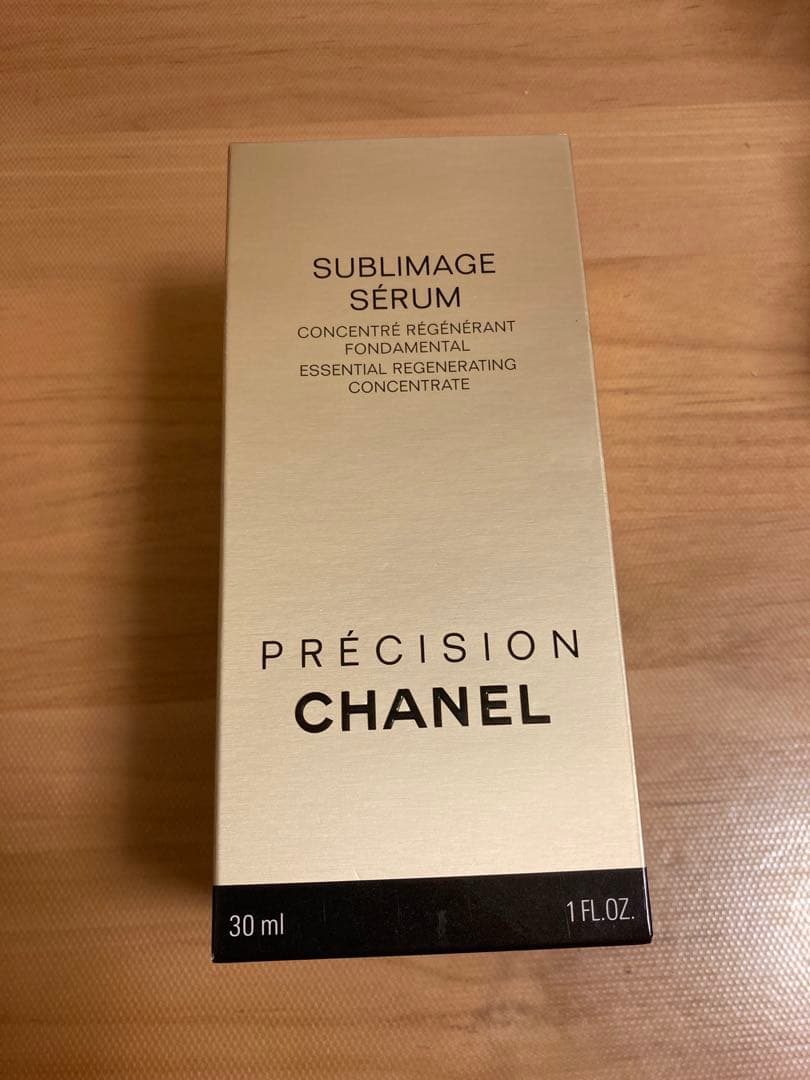 SUBLIMAGE
SÉRUM
CONCENTRÉ RÉGÉNÉRANT
FONDAMENTAL
ESSENTIAL REGENERATING
CONCENTRATE
PRÉCISION
CHANEL
30 ml 1 FL.OZ.